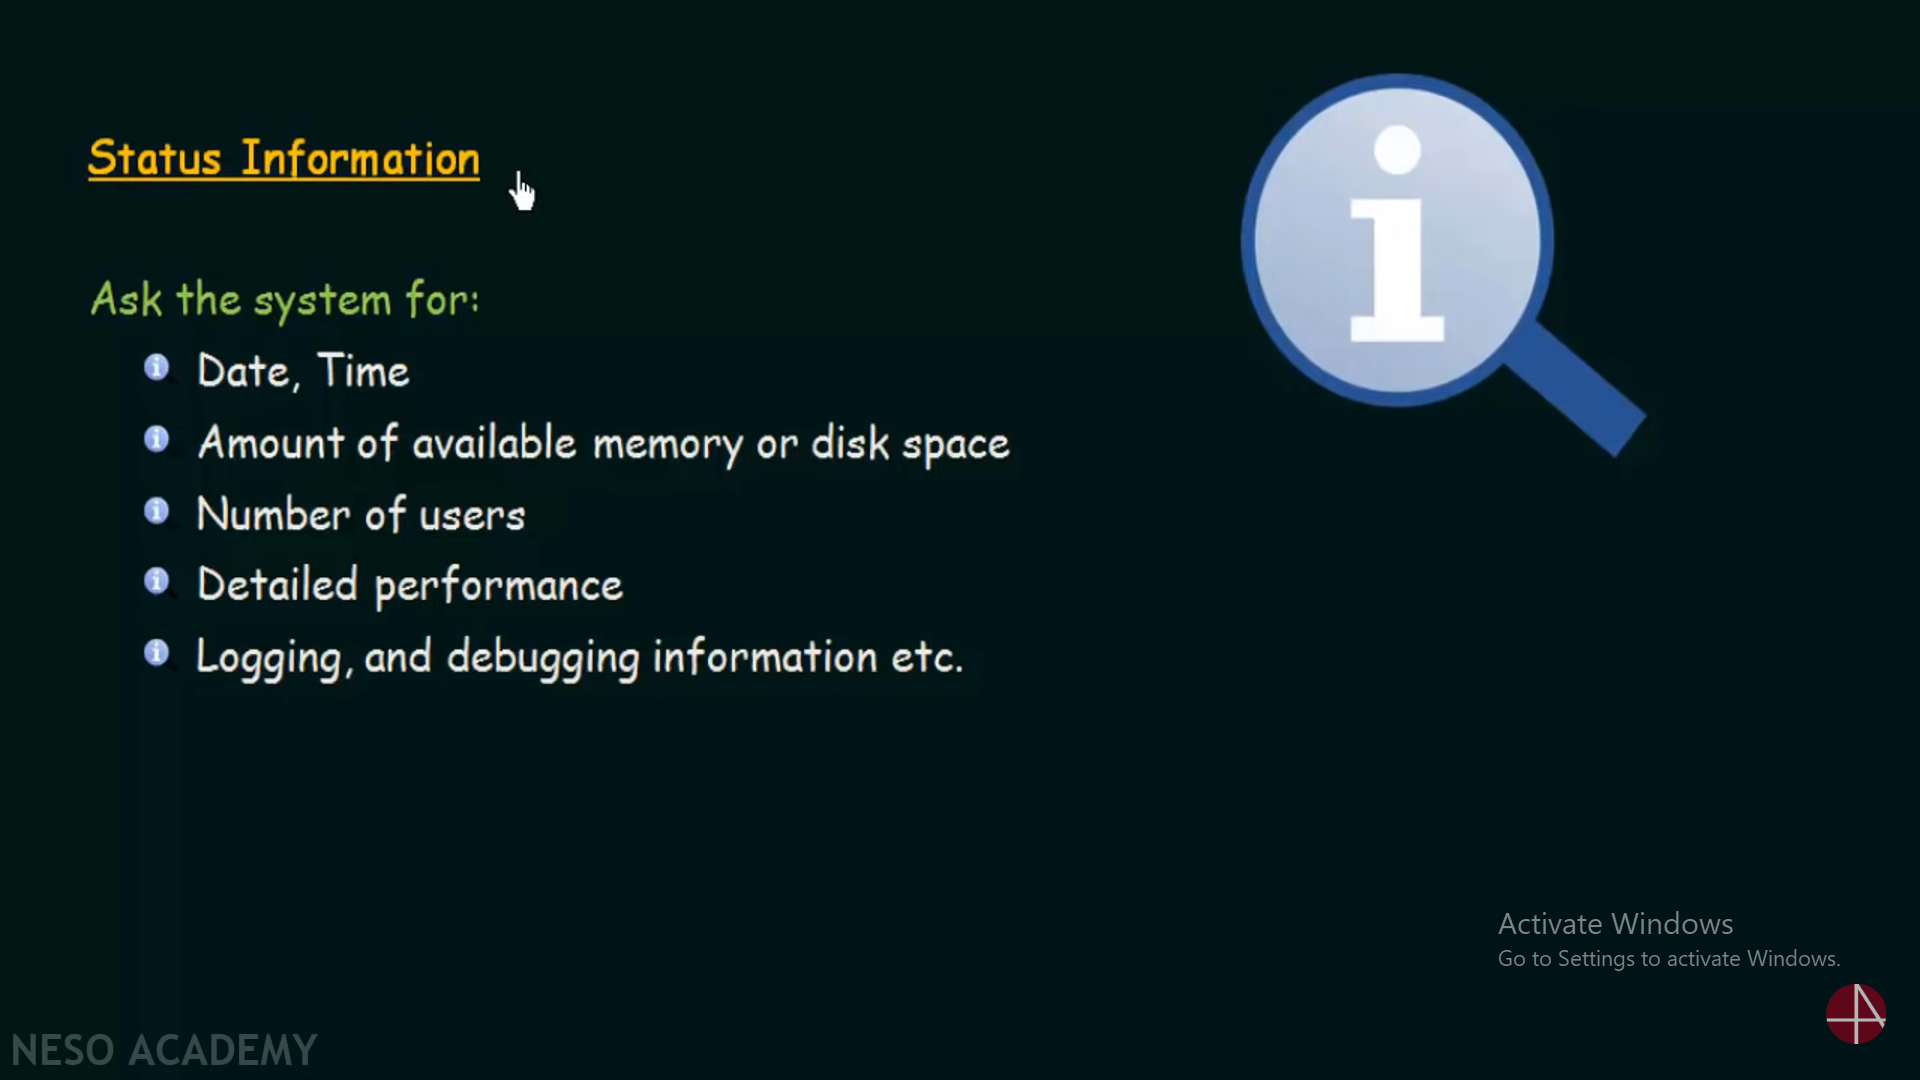 Status Information
Ask the system for:
Date, Time
Amount of available memory or disk space
Number of users
Detailed performance
Logging, and debugging information etc.
Activate Windows
Go to Settings to activate Windows.
NESO ACADEMY